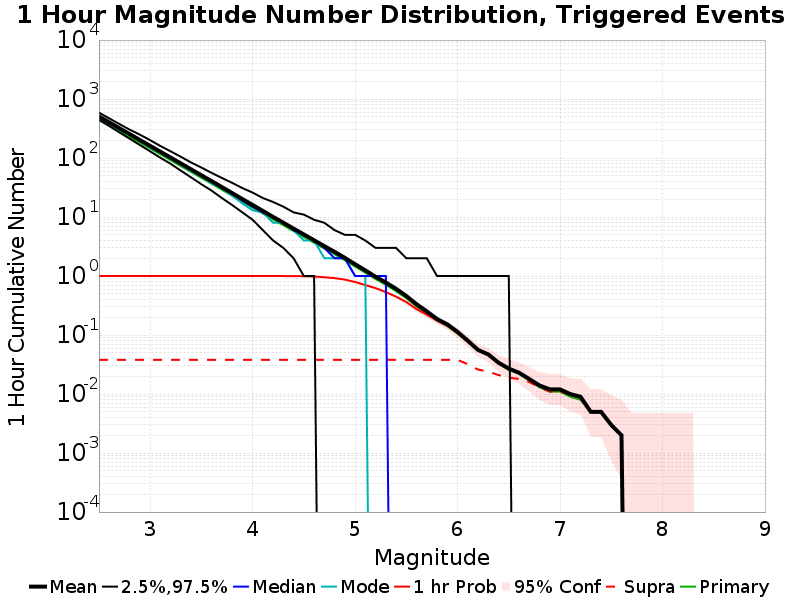 1 Hour Magnitude Number Distribution, Triggered Events
10^4
10^3
10^2
10^1
10^0
10^-1
10^-2
10^-3
10^-4
1 Hour Cumulative Number
3 4 5 6 7 8 9
Magnitude
Mean 2.5%,97.5% Median Mode 1 hr Prob 95% Conf Supra Primary